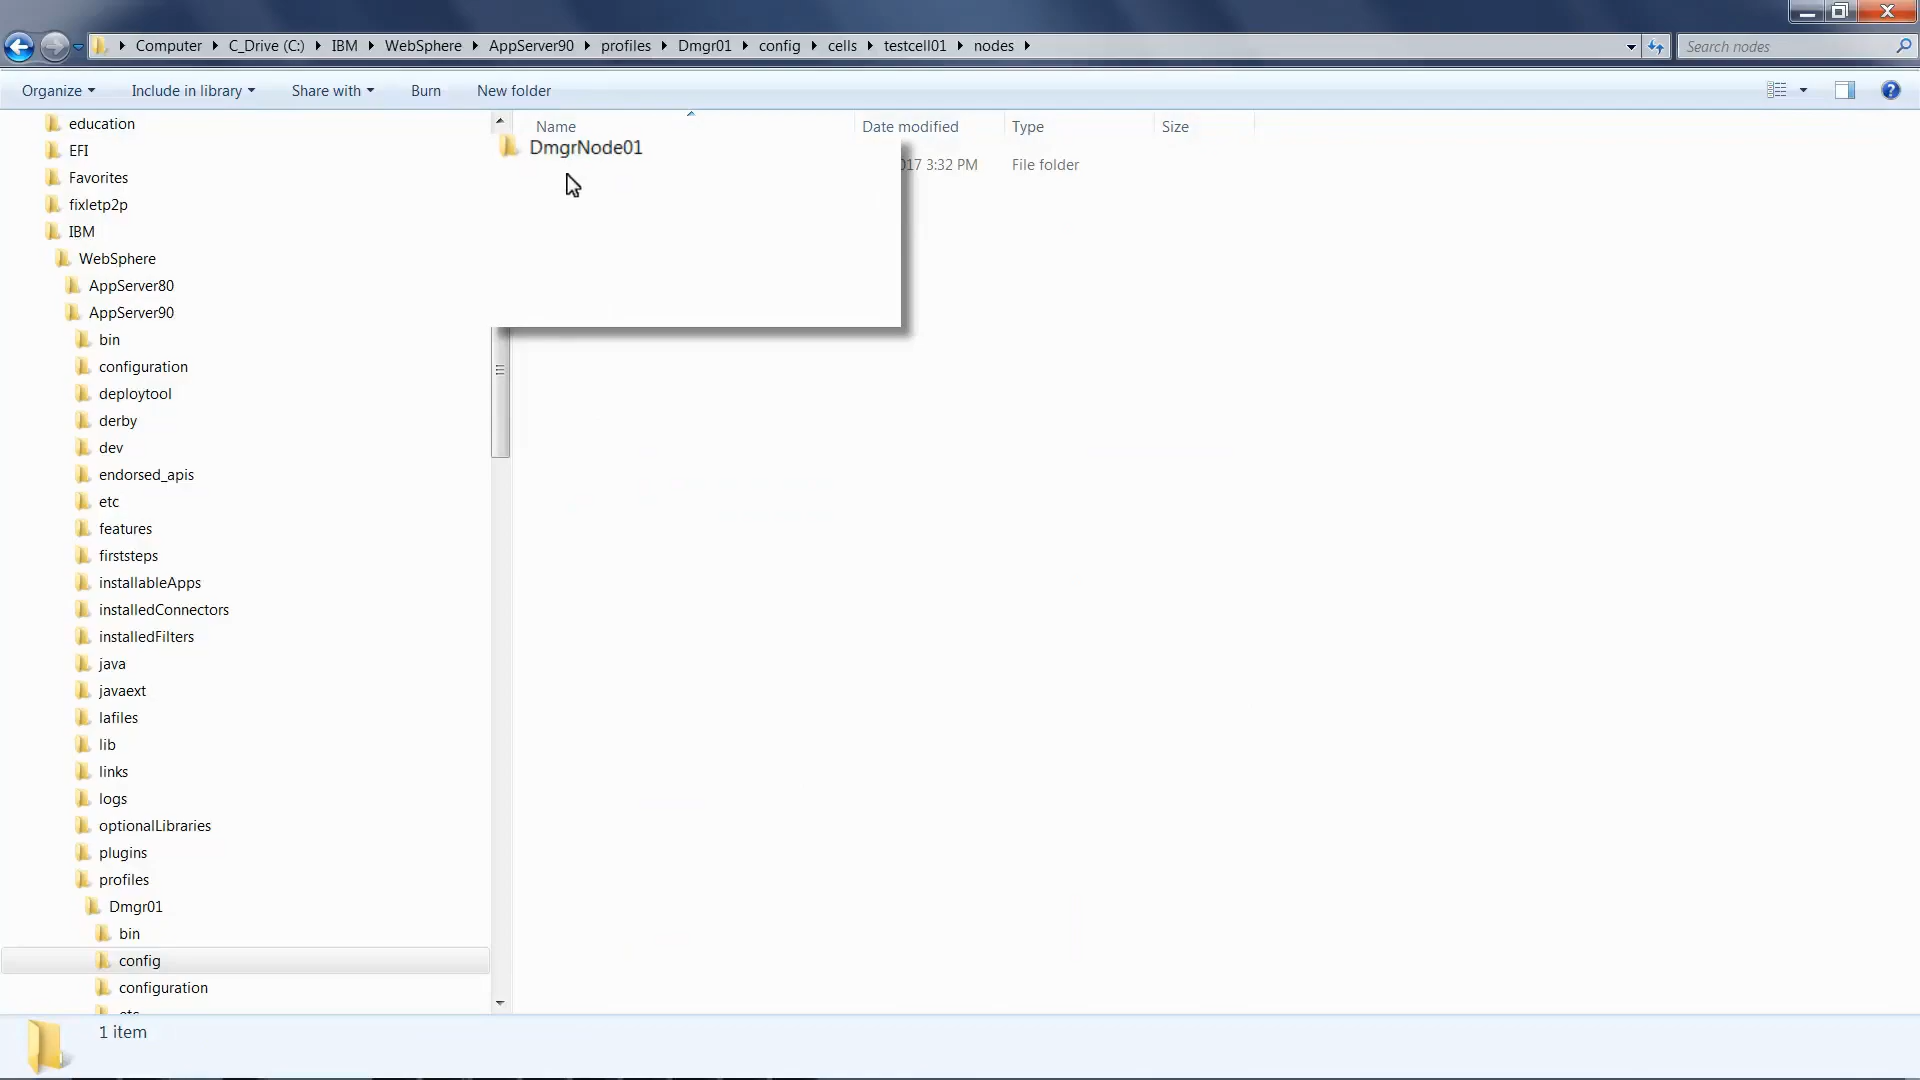 Computer C_Drive (C:) IBM WebSphere AppServer90 profiles Dmgr01 config cells testcell01 nodes
Search nodes
Organize Include in library Share with Burn New folder
education
EFI
Favorites
fixletp2p
IBM
WebSphere
AppServer80
AppServer90
bin
configuration
deploytool
derby
dev
endorsed_apis
etc
features
firststeps
installableApps
installedConnectors
installedFilters
java
javaext
lafiles
lib
links
logs
optionalLibraries
plugins
profiles
Dmgr01
bin
config
configuration
etc
Name Date modified Type Size
DmgrNode01
017 3:32 PM File folder
1 item